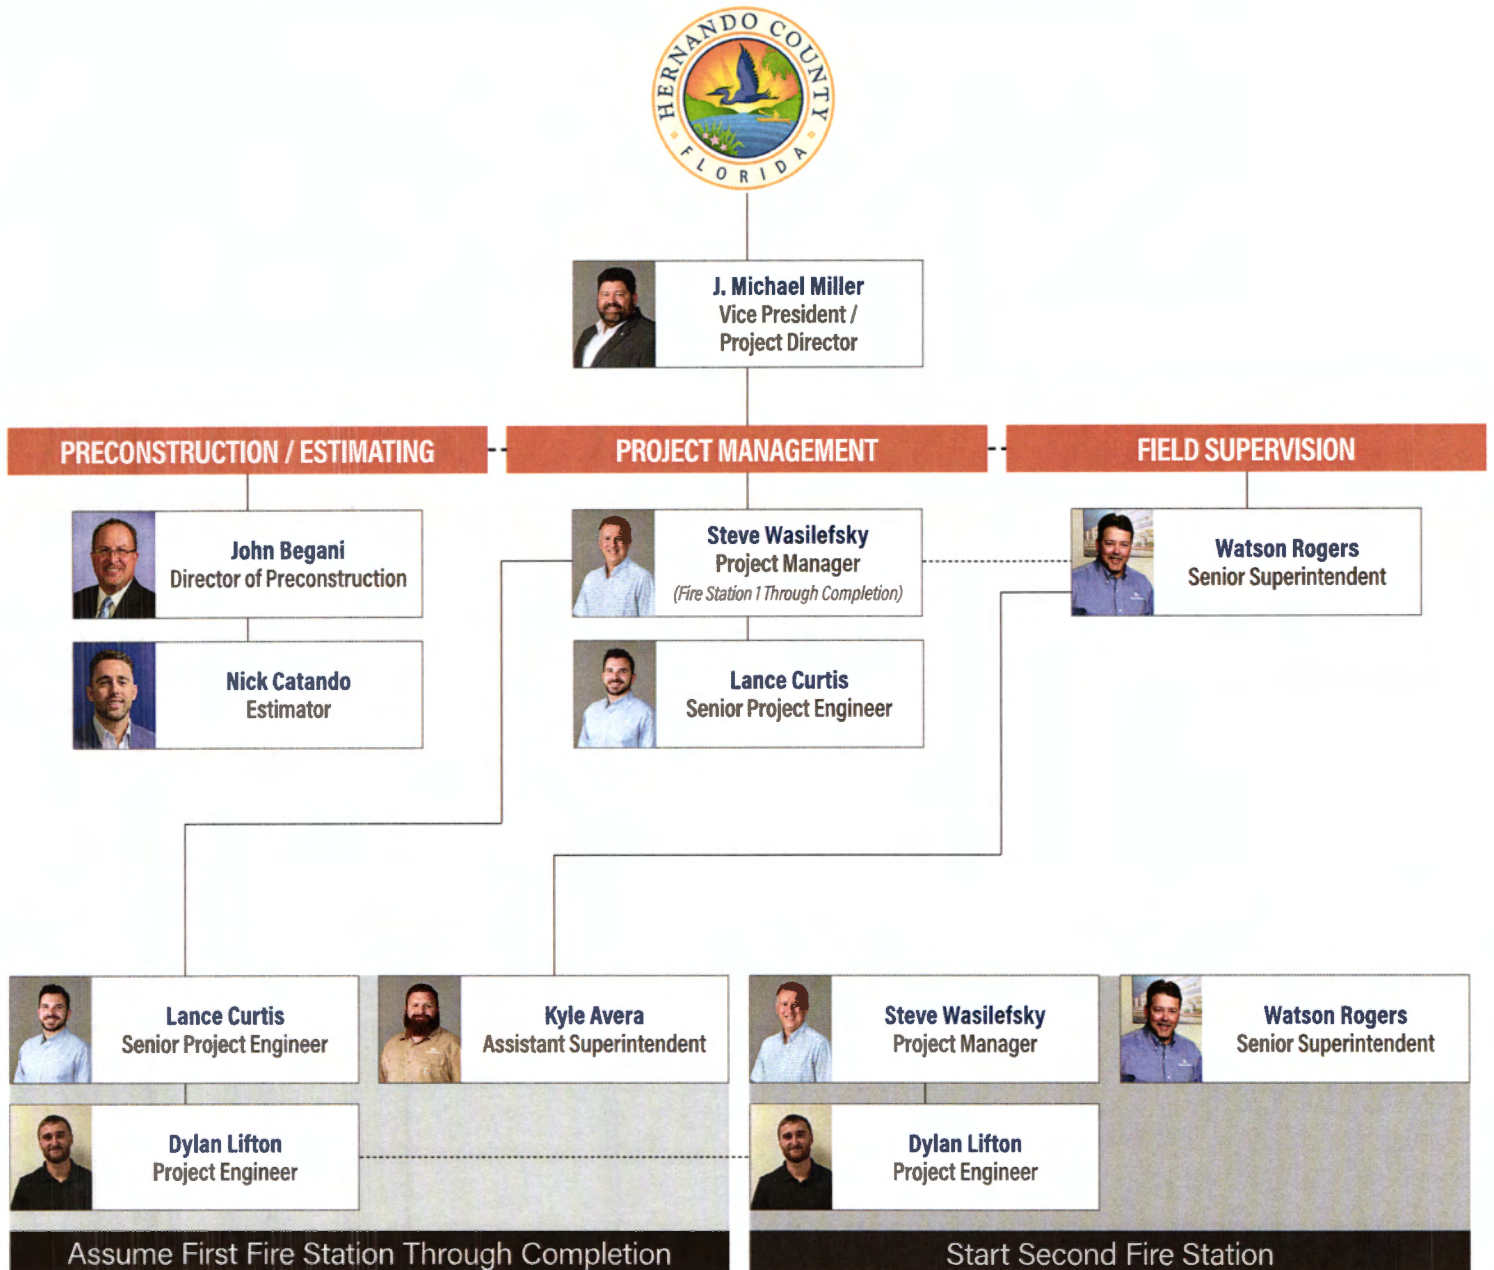 HERNANDO COUNTY
FLORIDA
J. Michael Miller
Vice President /
Project Director
PRECONSTRUCTION / ESTIMATING
PROJECT MANAGEMENT
FIELD SUPERVISION
John Begani
Director of Preconstruction
Steve Wasilefsky
Project Manager
(Fire Station 1 Through Completion)
Watson Rogers
Senior Superintendent
Nick Catando
Estimator
Lance Curtis
Senior Project Engineer
Lance Curtis
Senior Project Engineer
Kyle Avera
Assistant Superintendent
Steve Wasilefsky
Project Manager
Watson Rogers
Senior Superintendent
Dylan Lifton
Project Engineer
Dylan Lifton
Project Engineer
Assume First Fire Station Through Completion
Start Second Fire Station